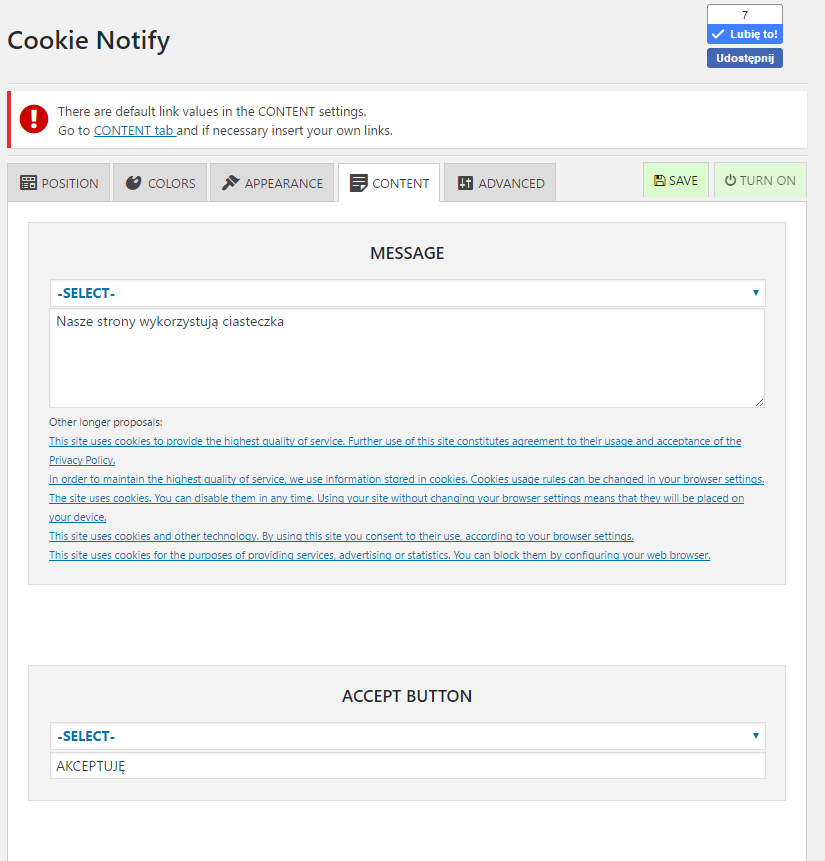 7
Cookie Notify
Lubię to!
Udostępnij
There are default link values in the CONTENT settings.
Go to CONTENT tab and if necessary insert your own links.
POSITION COLORS APPEARANCE CONTENT ADVANCED SAVE TURN ON
MESSAGE
-SELECT-
Nasze strony wykorzystują ciasteczka
Other longer proposals:
This site uses cookies to provide the highest quality of service. Further use of this site constitutes agreement to their usage and acceptance of the
Privacy Policy.
In order to maintain the highest quality of service, we use information stored in cookies. Cookies usage rules can be changed in your browser settings.
The site uses cookies. You can disable them in any time. Using your site without changing your browser settings means that they will be placed on
your device.
This site uses cookies and other technology. By using this site you consent to their use, according to your browser settings.
This site uses cookies for the purposes of providing services, advertising or statistics. You can block them by configuring your web browser.
ACCEPT BUTTON
-SELECT-
AKCEPTUJĘ